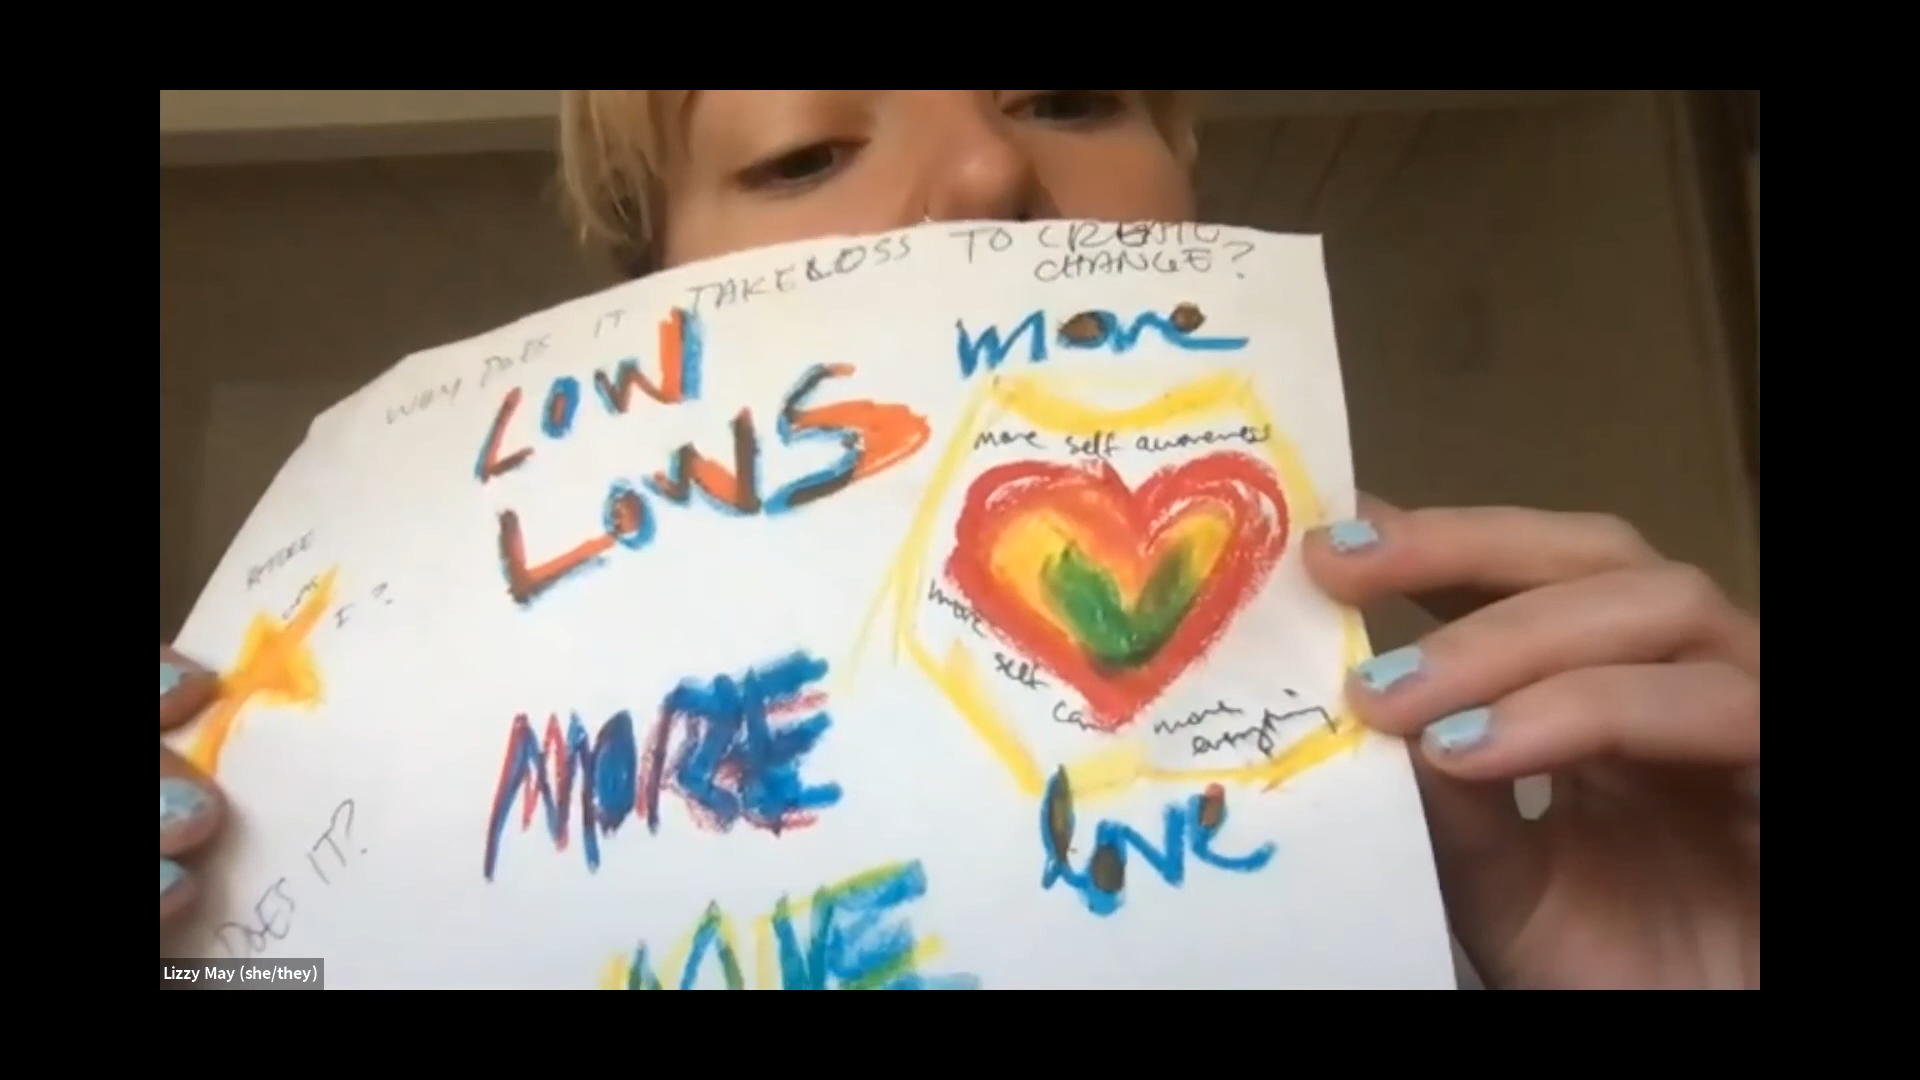 WHY DOES IT TAKE LOSS TO CREATE
CHANGE?
LOW
LOWS
more
more self awareness
more
self
more
everything
I?
MORE
love
DOES IT?
Lizzy May (she/they)